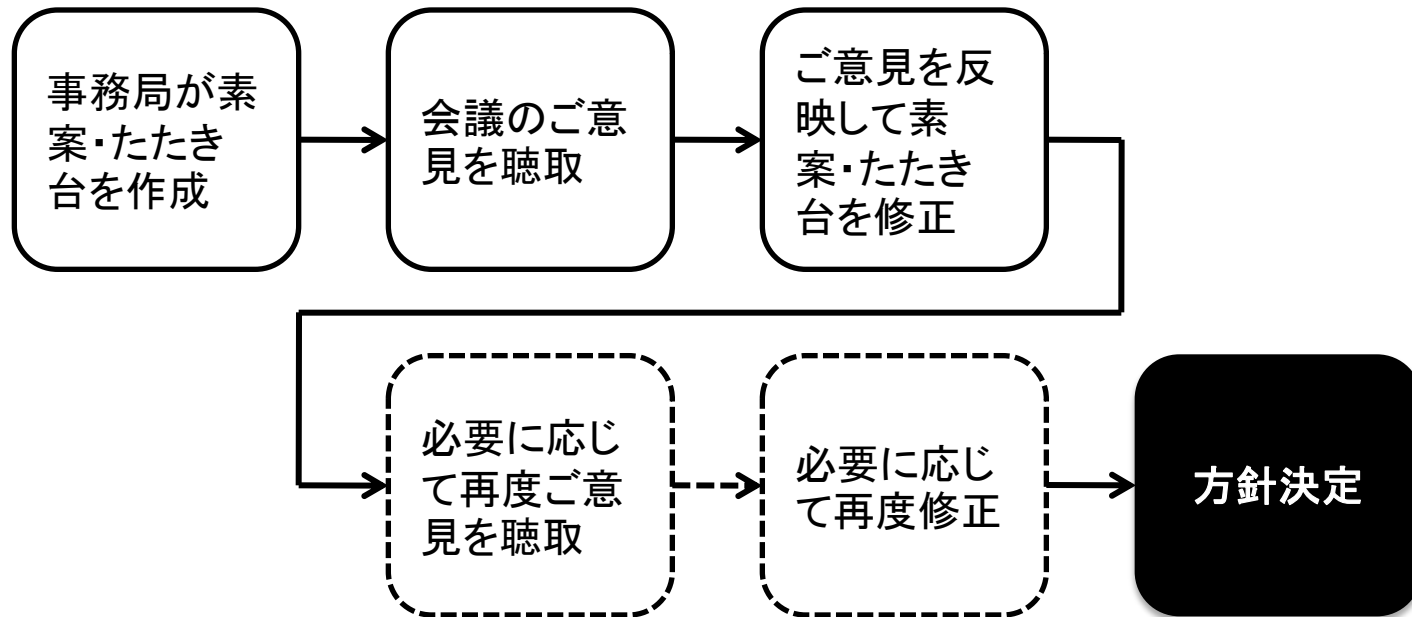 事務局が素
案・たたき
台を作成
会議のご意
見を聴取
ご意見を反
映して素
案・たたき
台を修正
必要に応じ
て再度ご意
見を聴取
必要に応じ
て再度修正
方針決定